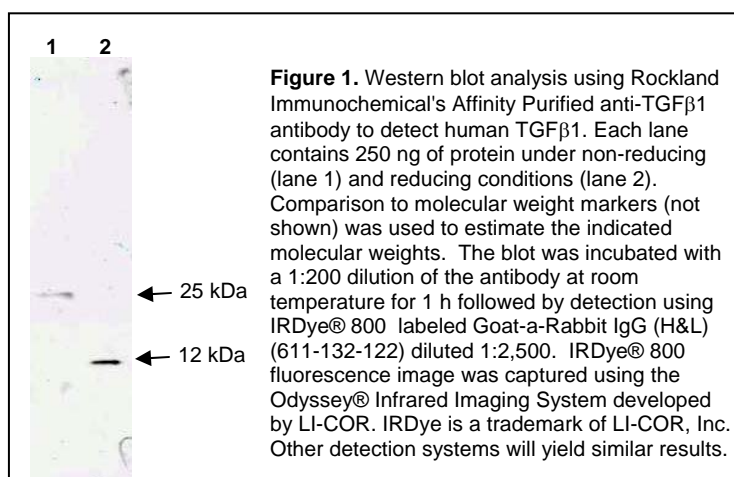 1 2
Figure 1. Western blot analysis using Rockland
Immunochemical's Affinity Purified anti-TGFβ1
antibody to detect human TGFβ1. Each lane
contains 250 ng of protein under non-reducing
(lane 1) and reducing conditions (lane 2).
Comparison to molecular weight markers (not
shown) was used to estimate the indicated
molecular weights. The blot was incubated with
a 1:200 dilution of the antibody at room
temperature for 1 h followed by detection using
IRDye® 800 labeled Goat-a-Rabbit IgG (H&L)
(611-132-122) diluted 1:2,500. IRDye® 800
fluorescence image was captured using the
Odyssey® Infrared Imaging System developed
by LI-COR. IRDye is a trademark of LI-COR, Inc.
Other detection systems will yield similar results.
25 kDa
12 kDa